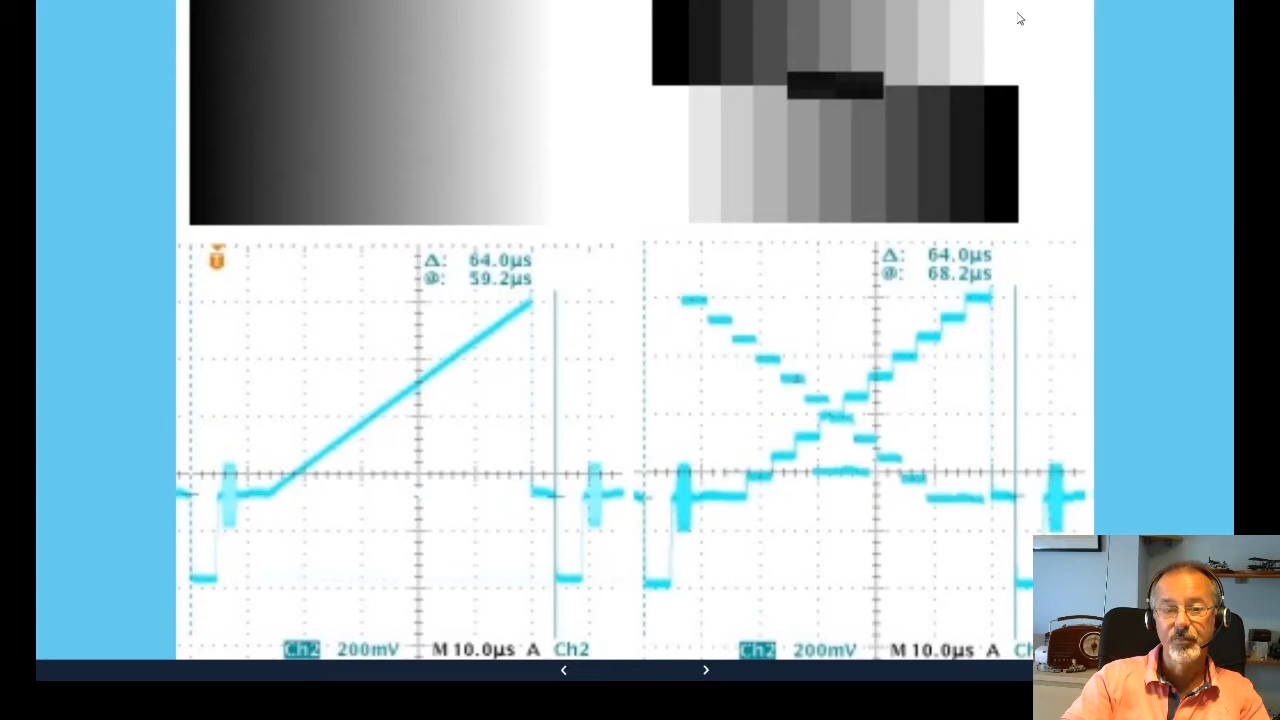 Δ: 64.0µs
@: 59.2µs
Δ: 64.0µs
@: 68.2µs
T
Ch2 200mV M 10.0µs A Ch2
Ch2 200mV M 10.0µs A